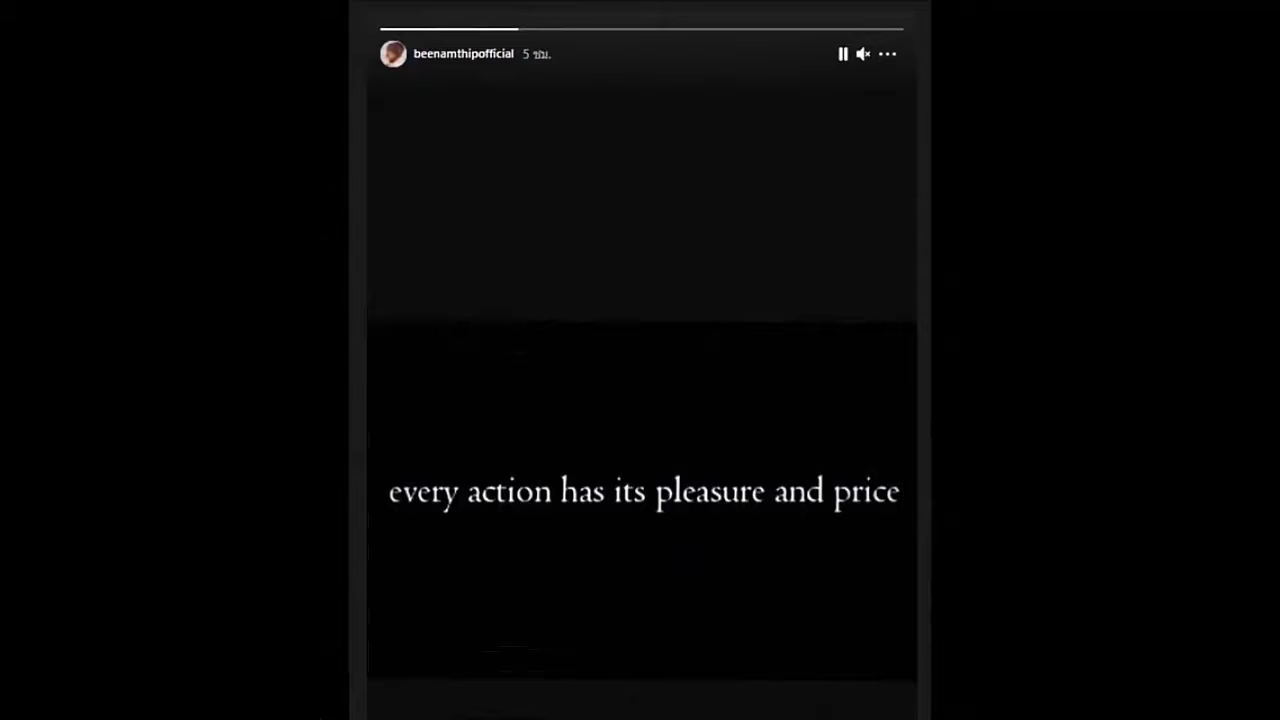 beenamthipofficial 5 ชม.
every action has its pleasure and price